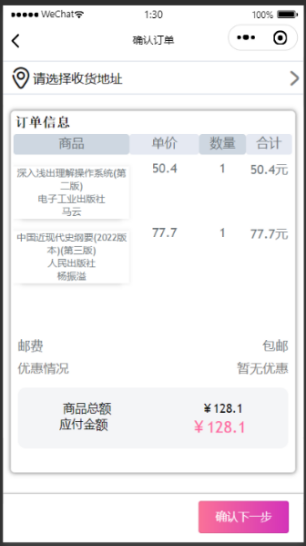 WeChat 1:30 100%
确认订单
请选择收货地址
订单信息
商品 单价 数量 合计
深入浅出理解操作系统(第 50.4 1 50.4元
二版)
电子工业出版社
马云
中国近现代史纲要(2022版 77.7 1 77.7元
本)(第三版)
人民出版社
杨振溢
邮费 包邮
优惠情况 暂无优惠
商品总额 ¥128.1
应付金额 ¥128.1
确认下一步